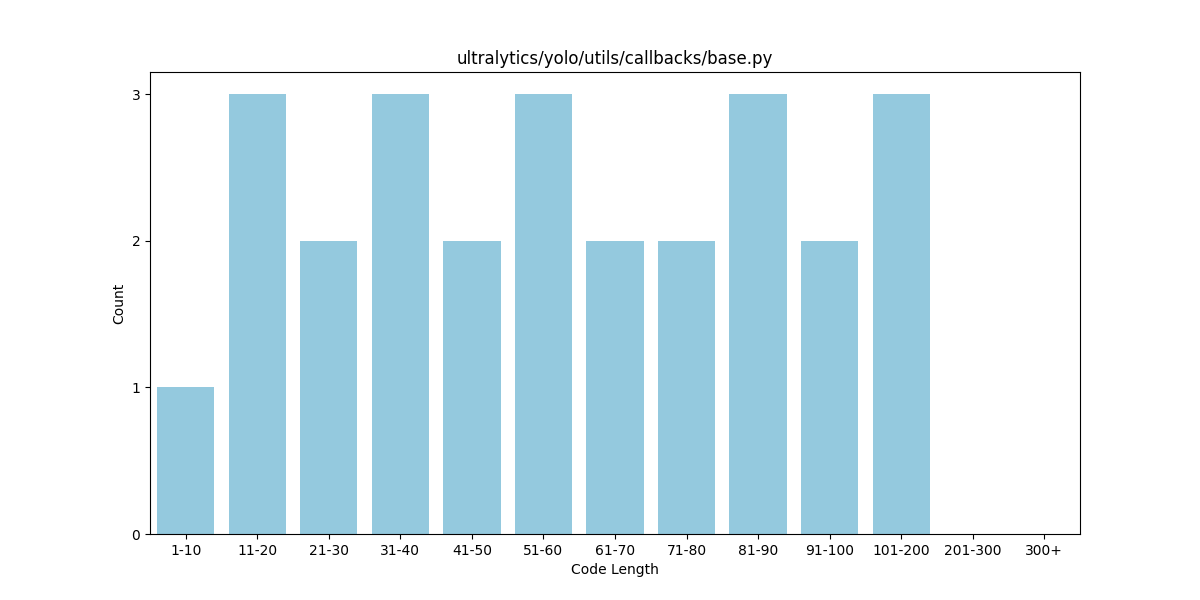 ultralytics/yolo/utils/callbacks/base.py
3
2
1
0
Count
1-10 11-20 21-30 31-40 41-50 51-60 61-70 71-80 81-90 91-100 101-200 201-300 300+
Code Length